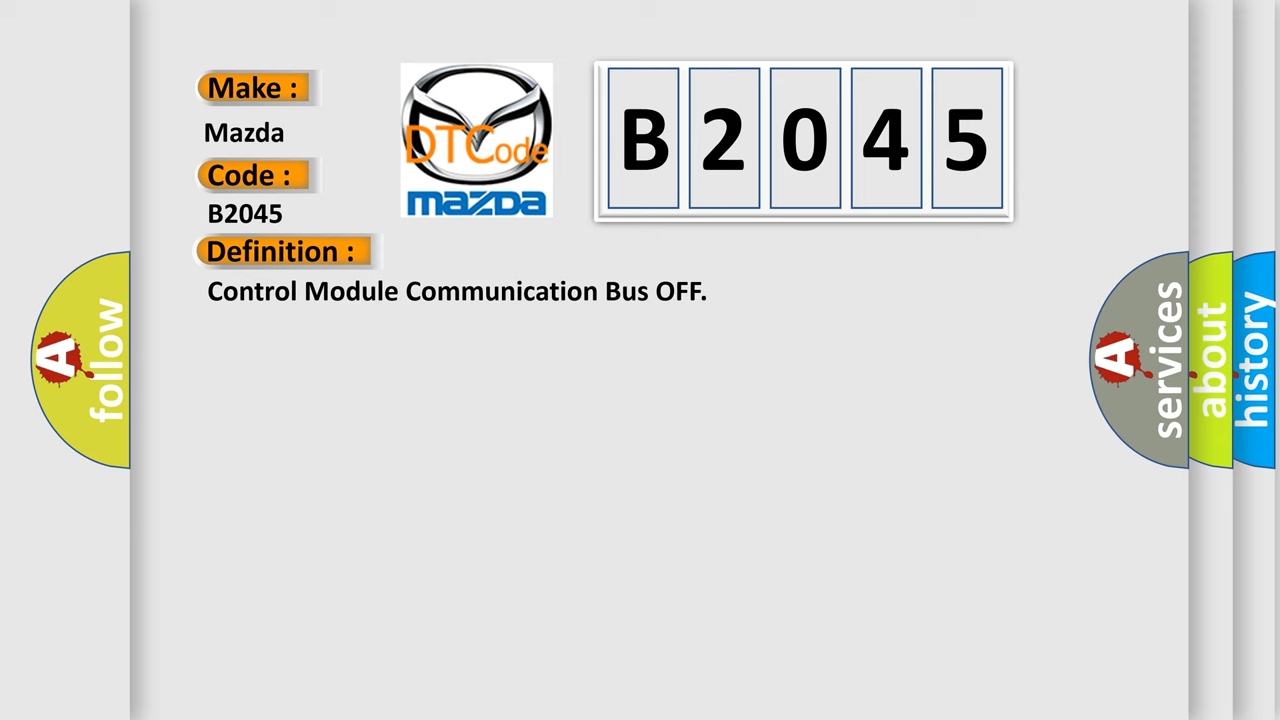 Make :
Mazda
Code :
B2045
Definition :
Control Module Communication Bus OFF.
DTCode
mazda
B 2 0 4 5
A follow
A services
about
history